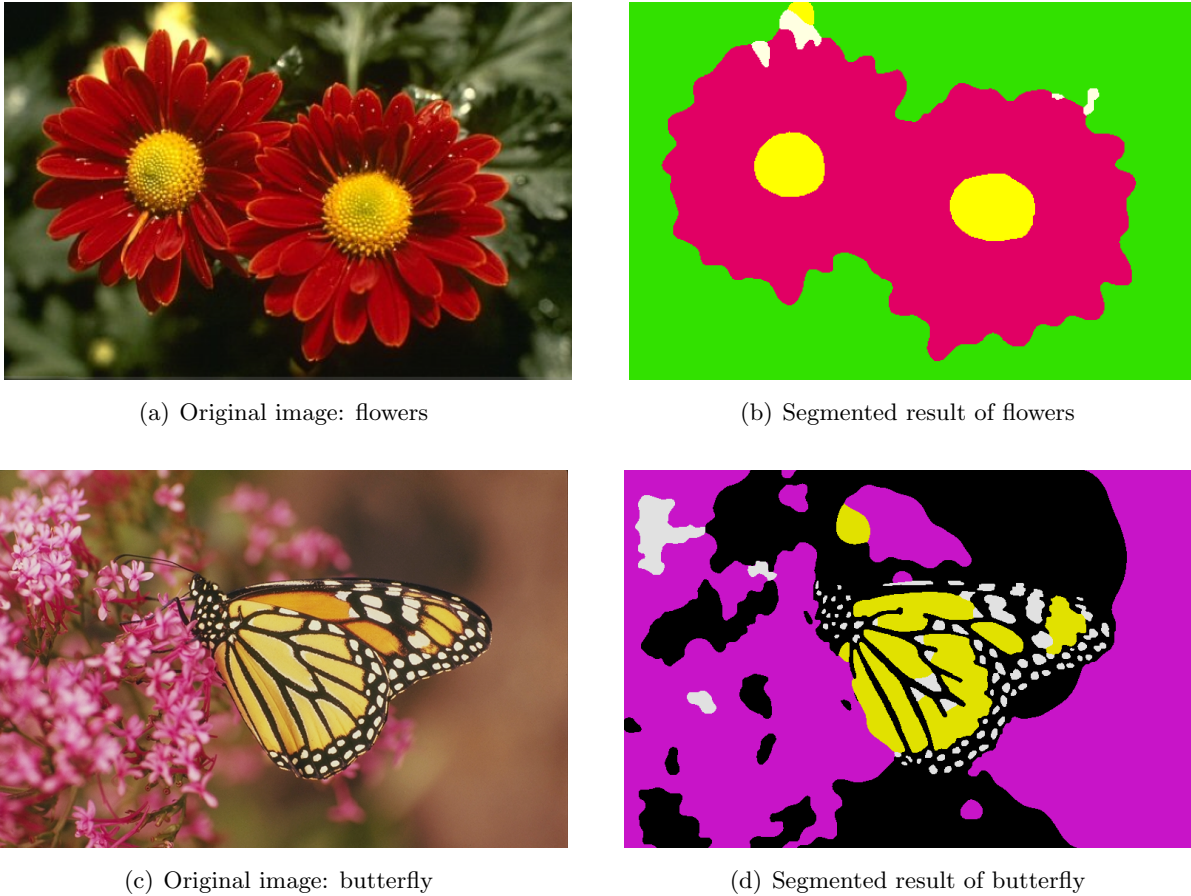 (a) Original image: flowers
(b) Segmented result of flowers
(c) Original image: butterfly
(d) Segmented result of butterfly